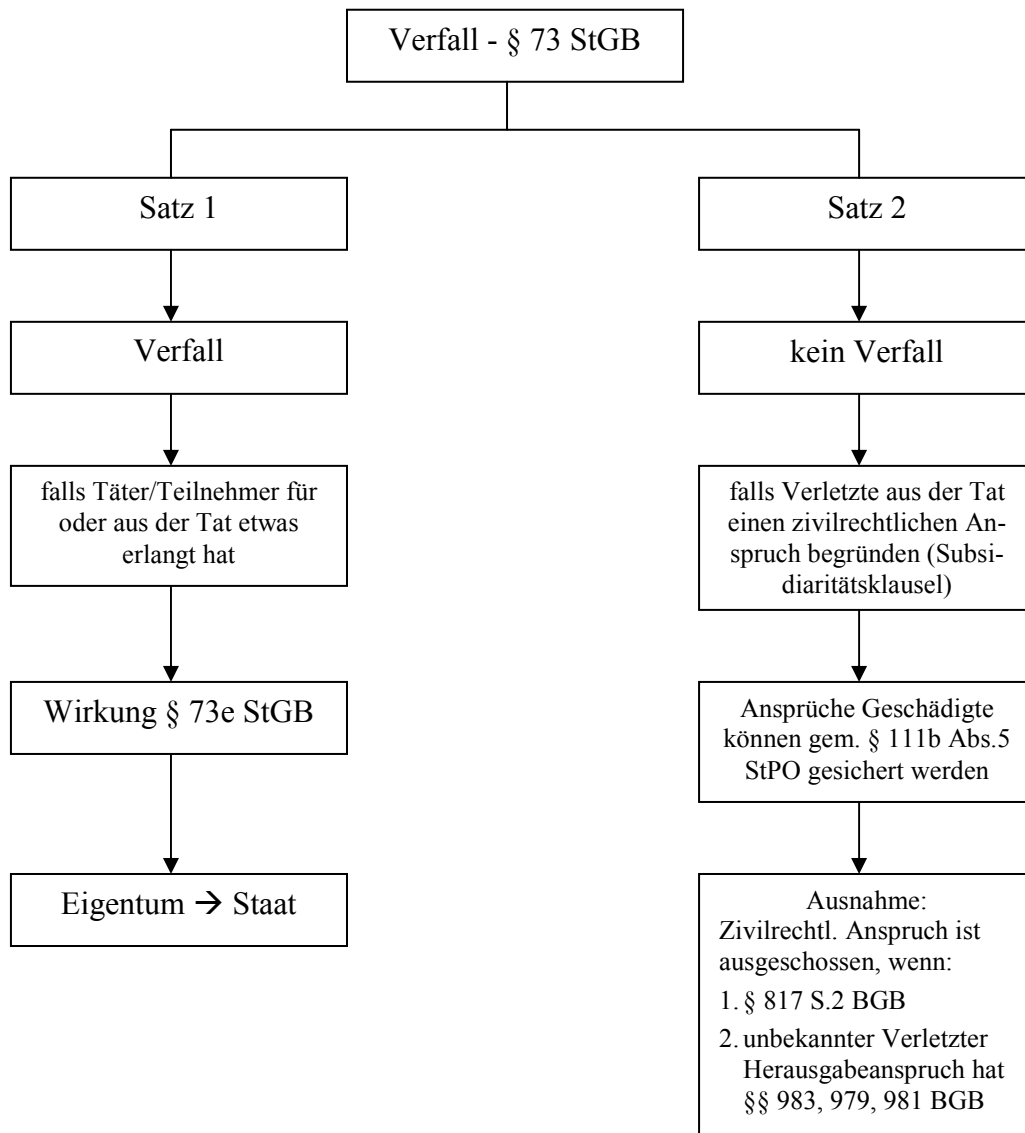 Verfall - § 73 StGB
Satz 1
Verfall
falls Täter/Teilnehmer für
oder aus der Tat etwas
erlangt hat
Wirkung § 73e StGB
Eigentum → Staat
Satz 2
kein Verfall
falls Verletzte aus der Tat
einen zivilrechtlichen An-
spruch begründen (Subsi-
diaritätsklausel)
Ansprüche Geschädigte
können gem. § 111b Abs.5
StPO gesichert werden
Ausnahme:
Zivilrechtl. Anspruch ist
ausgeschossen, wenn:
1. § 817 S.2 BGB
2. unbekannter Verletzter
Herausgabeanspruch hat
§§ 983, 979, 981 BGB